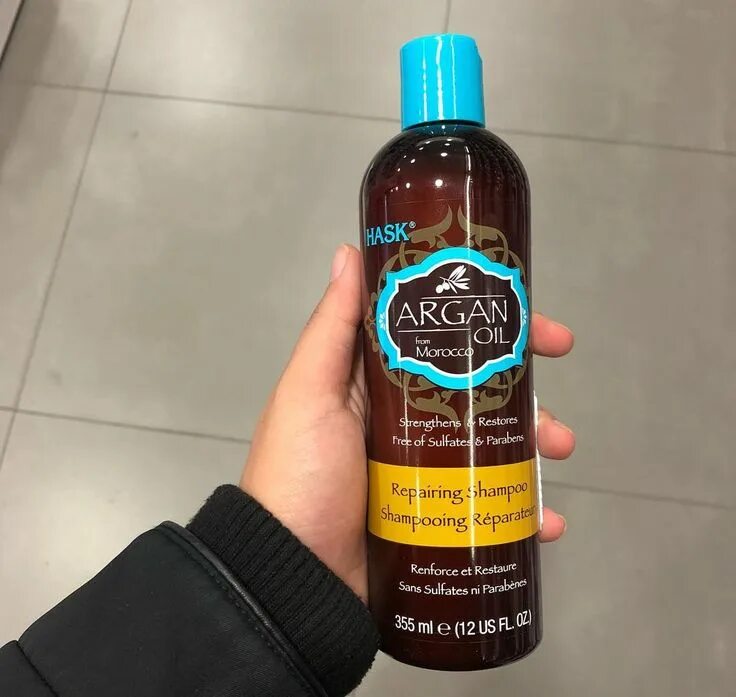 HASK®
ARGAN
OIL
from
Morocco
Strengthens & Restores
Free of Sulfates & Parabens
Repairing Shampoo
Shampooing Réparateur
Renforce et Restaure
Sans Sulfates ni Parabènes
355 ml ℮ (12 US FL. OZ.)